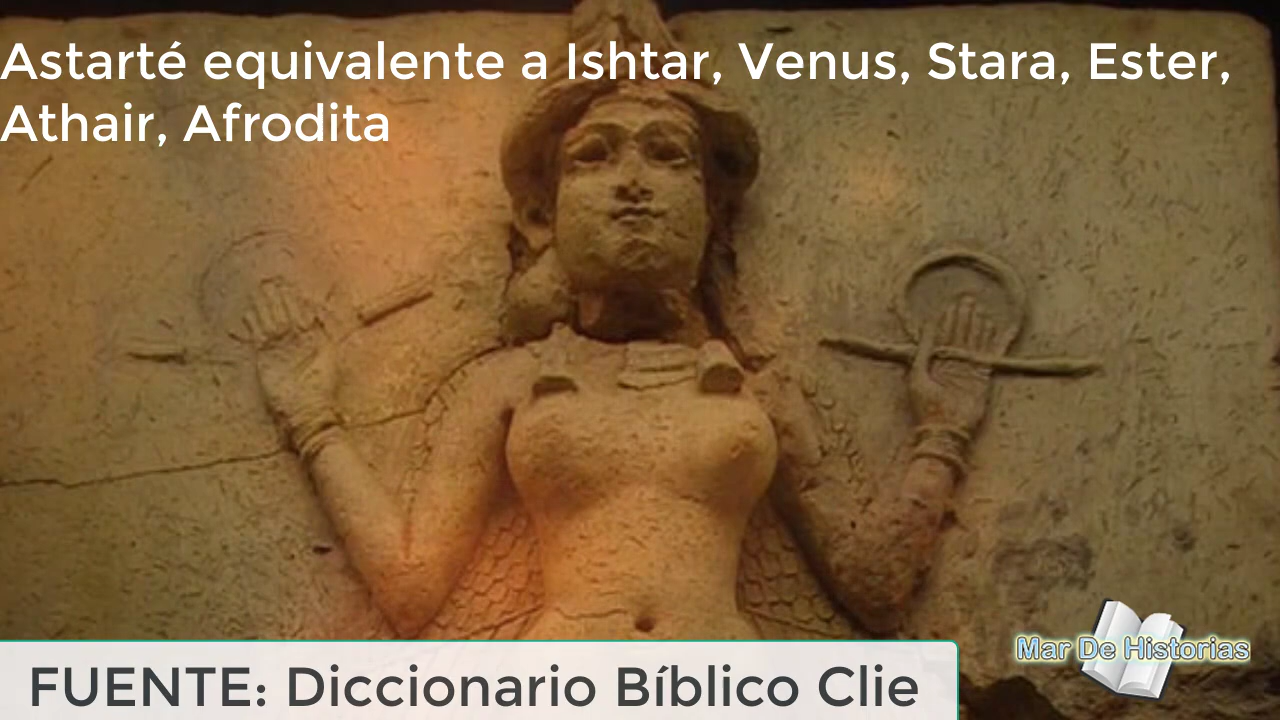 Astarté equivalente a Ishtar, Venus, Stara, Ester,
Athair, Afrodita
Mar De Historias
FUENTE: Diccionario Bíblico Clie